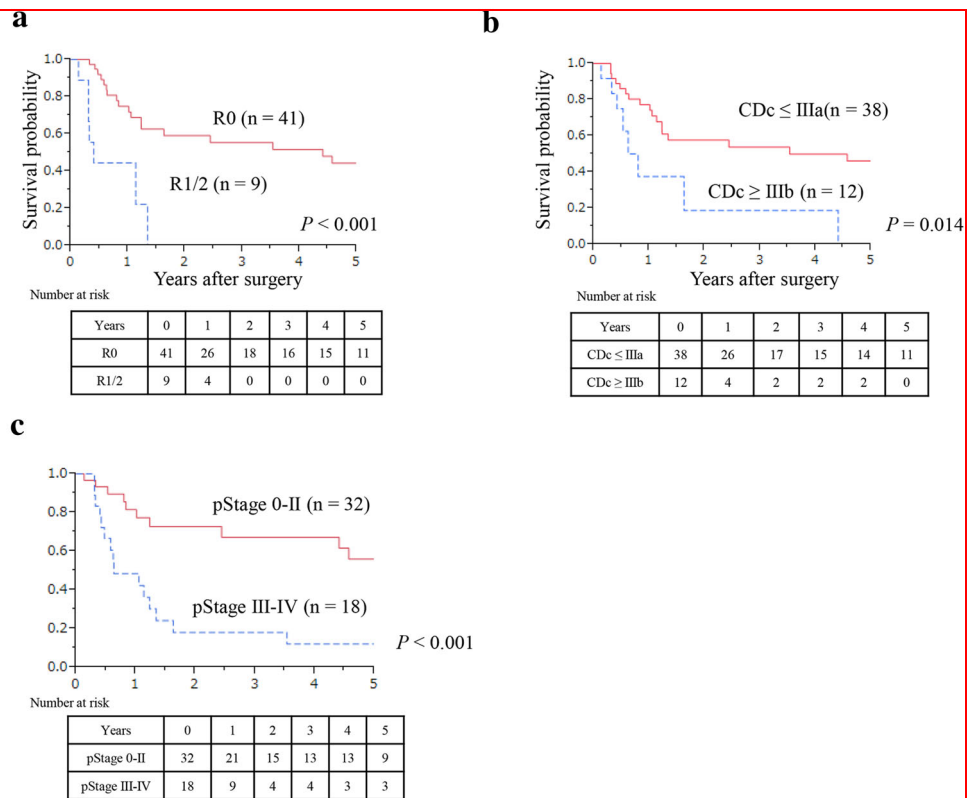 a
Survival probability
1.0
0.8
0.6
0.4
0.2
0.0
R0 (n = 41)
R1/2 (n = 9)
P < 0.001
0 1 2 3 4 5
Years after surgery
Number at risk
Years 0 1 2 3 4 5
R0 41 26 18 16 15 11
R1/2 9 4 0 0 0 0
b
Survival probability
1.0
0.8
0.6
0.4
0.2
0.0
CDc ≤ IIIa(n = 38)
CDc ≥ IIIb (n = 12)
P = 0.014
0 1 2 3 4 5
Years after surgery
Number at risk
Years 0 1 2 3 4 5
CDc ≤ IIIa 38 26 17 15 14 11
CDc ≥ IIIb 12 4 2 2 2 0
c
1.0
0.8
0.6
0.4
0.2
0.0
pStage 0-II (n = 32)
pStage III-IV (n = 18)
P < 0.001
0 1 2 3 4 5
Number at risk
Years 0 1 2 3 4 5
pStage 0-II 32 21 15 13 13 9
pStage III-IV 18 9 4 4 3 3